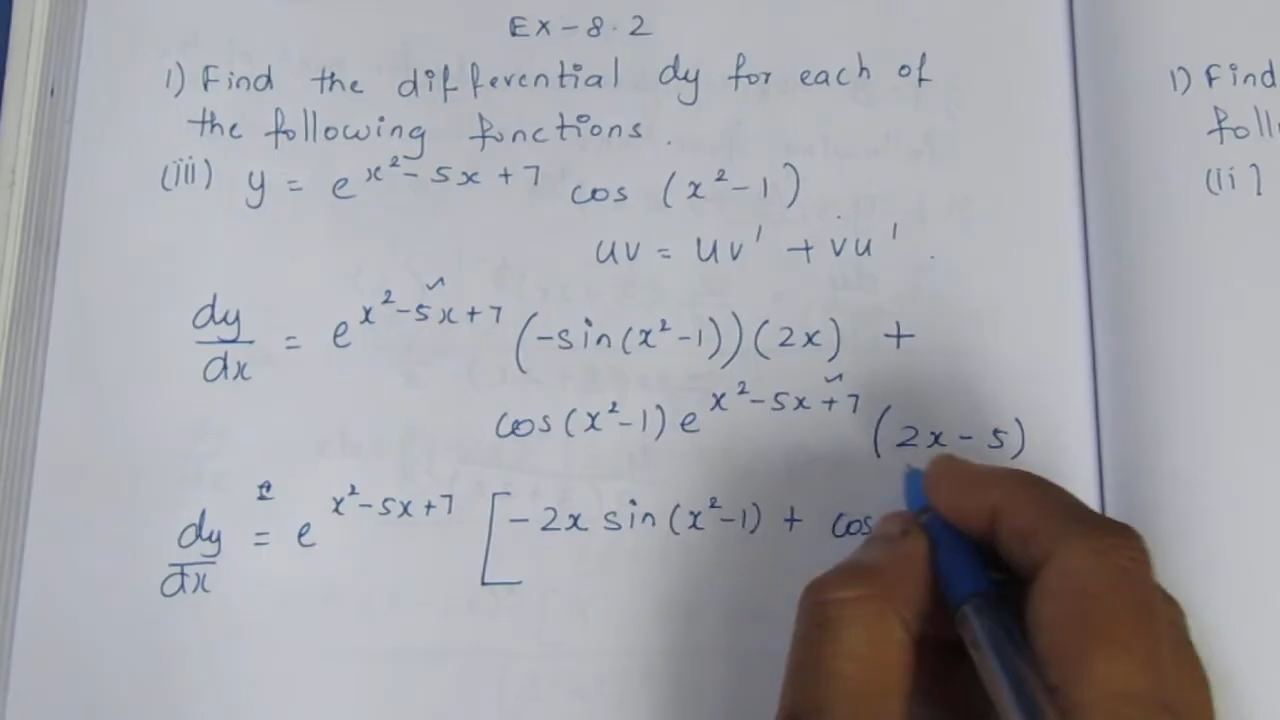 Ex-8.2
1) Find the differential dy for each of
the following functions.
(iii) y = e^{x²-5x+7} cos (x²-1)
uv = uv' + vu'.
dy/dx = e^{x²-5x+7} (-sin(x²-1))(2x) +
cos(x²-1) e^{x²-5x+7} (2x-5)
dy/dx = e^{x²-5x+7} [-2x sin(x²-1) + cos
1) Find
foll
(ii)